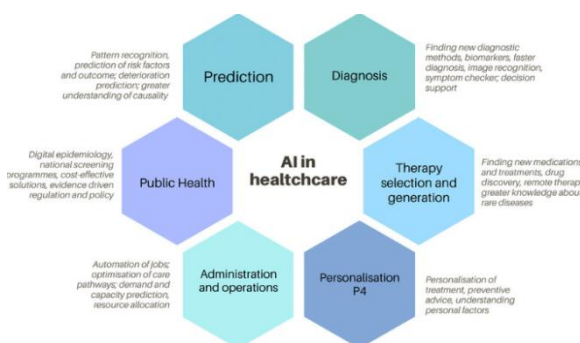 Pattern recognition,
prediction of risk factors
and outcome; deterioration
prediction; greater
understanding of causality
Prediction
Diagnosis
Finding new diagnostic
methods, biomarkers, faster
diagnosis, image recognition,
symptom checker; decision
support
Digital epidemiology,
national screening
programmes, cost-effective
solutions, evidence driven
regulation and policy
Public Health
AI in
healthcare
Therapy
selection and
generation
Finding new medications
and treatments, drug
discovery, remote therap
greater knowledge abou
rare diseases
Automation of jobs;
optimisation of care
pathways; demand and
capacity prediction,
resource allocation
Administration
and operations
Personalisation
P4
Personalisation of
treatment, preventive
advice, understanding
personal factors